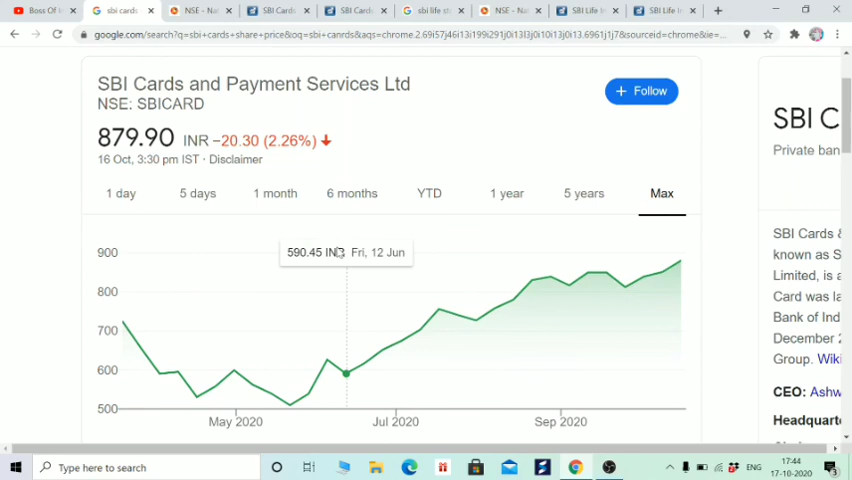 Boss Of In
sbi cards
NSE - Na
SBI Cards
SBI Cards
sbi life st
NSE - Na
SBI Life In
SBI Life In
google.com/search?q=sbi+cards+share+price&oq=sbi+canrds&aqs=chrome.2.69i57j46i13i199i291j0i13l3j0i10i13j0i13.6961j1j7&sourceid=chrome&ie=...
SBI Cards and Payment Services Ltd
NSE: SBICARD
+ Follow
879.90 INR −20.30 (2.26%)
16 Oct, 3:30 pm IST · Disclaimer
1 day 5 days 1 month 6 months YTD 1 year 5 years Max
590.45 INR Fri, 12 Jun
900
800
700
600
500
May 2020 Jul 2020 Sep 2020
SBI C
Private ban
SBI Cards &
known as S
Limited, is a
Card was la
Bank of Ind
December 2
Group. Wiki
CEO: Ashw
Headquarte
Type here to search
ENG
17:44
17-10-2020
3